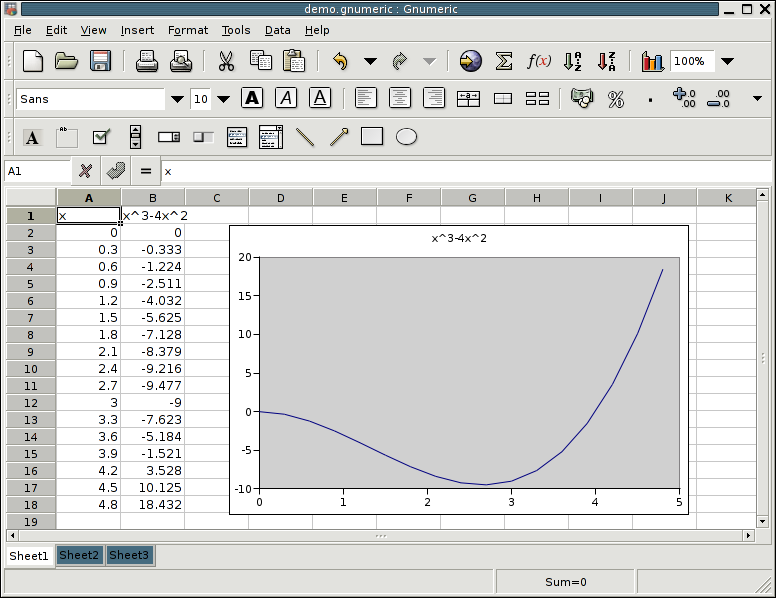 demo.gnumeric : Gnumeric
File Edit View Insert Format Tools Data Help
f(x) A Z Z A 100%
Sans 10 A A A a % .00 .00
A Ab
A1 = x
A B C D E F G H I J K
1 x x^3-4x^2
2 0 0
3 0.3 -0.333
4 0.6 -1.224
5 0.9 -2.511
6 1.2 -4.032
7 1.5 -5.625
8 1.8 -7.128
9 2.1 -8.379
10 2.4 -9.216
11 2.7 -9.477
12 3 -9
13 3.3 -7.623
14 3.6 -5.184
15 3.9 -1.521
16 4.2 3.528
17 4.5 10.125
18 4.8 18.432
19
x^3-4x^2
20
15
10
5
0
-5
-10
0 1 2 3 4 5
Sheet1 Sheet2 Sheet3
Sum=0